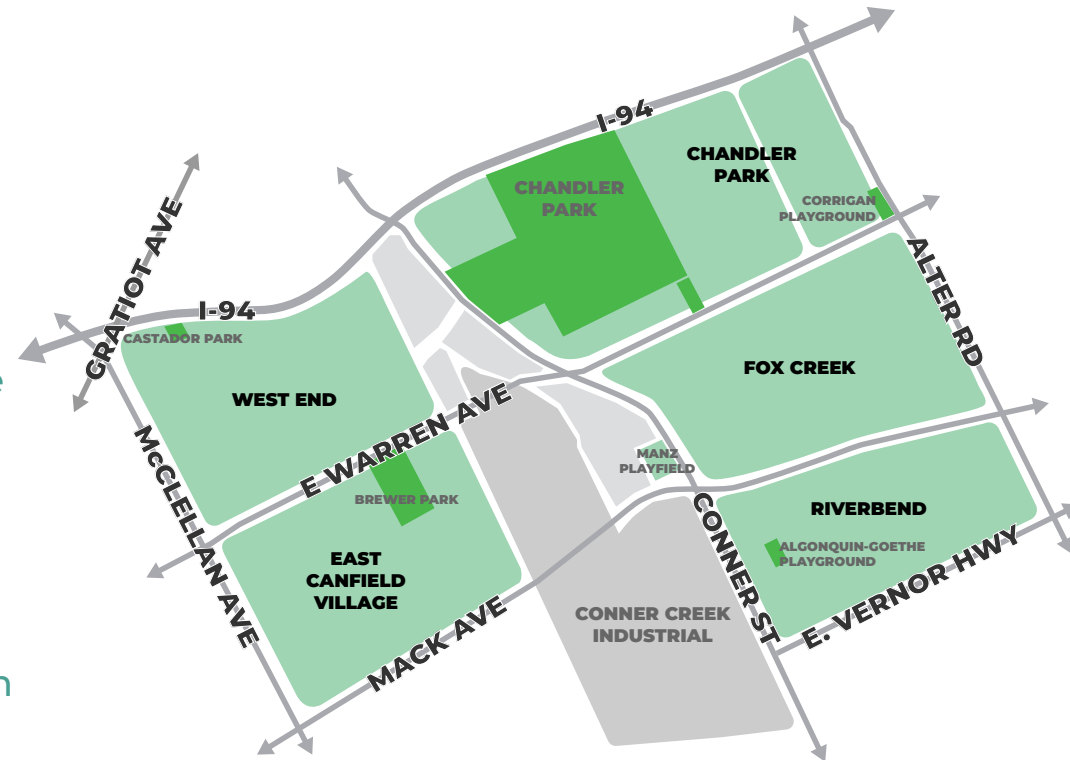 I-94
CHANDLER
PARK
CHANDLER
PARK
CORRIGAN
PLAYGROUND
GRATIOT AVE
I-94
CASTADOR PARK
ALTER RD
e
WEST END
FOX CREEK
E WARREN AVE
MANZ
PLAYFIELD
BREWER PARK
McCLELLAN AVE
CONNER ST
RIVERBEND
ALGONQUIN-GOETHE
PLAYGROUND
EAST
CANFIELD
VILLAGE
E. VERNOR HWY
MACK AVE
CONNER CREEK
INDUSTRIAL
n